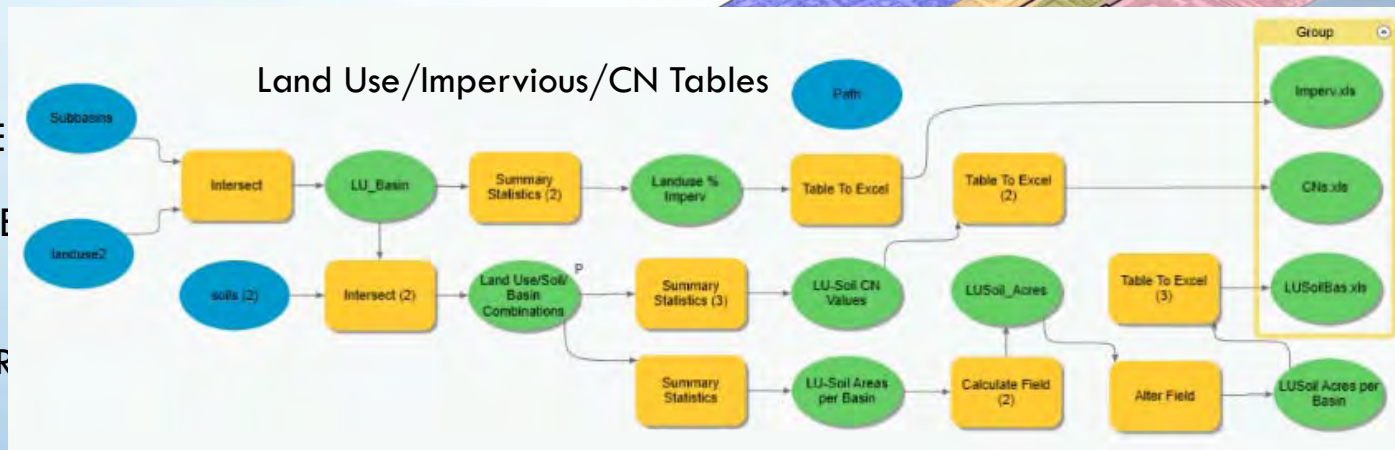 Land Use/Impervious/CN Tables
Group
Subbasins
Path
Imperv.xls
E
Intersect
LU_Basin
Summary
Statistics (2)
Landuse %
Imperv
Table To Excel
Table To Excel
(2)
CNs.xls
E
landuse2
soils (2)
Intersect (2)
Land Use/Soil/
Basin
Combinations
P
Summary
Statistics (3)
LU-Soil CN
Values
LUSoil_Acres
Table To Excel
(3)
LUSoilBas.xls
R
Summary
Statistics
LU-Soil Areas
per Basin
Calculate Field
(2)
Alter Field
LUSoil Acres per
Basin